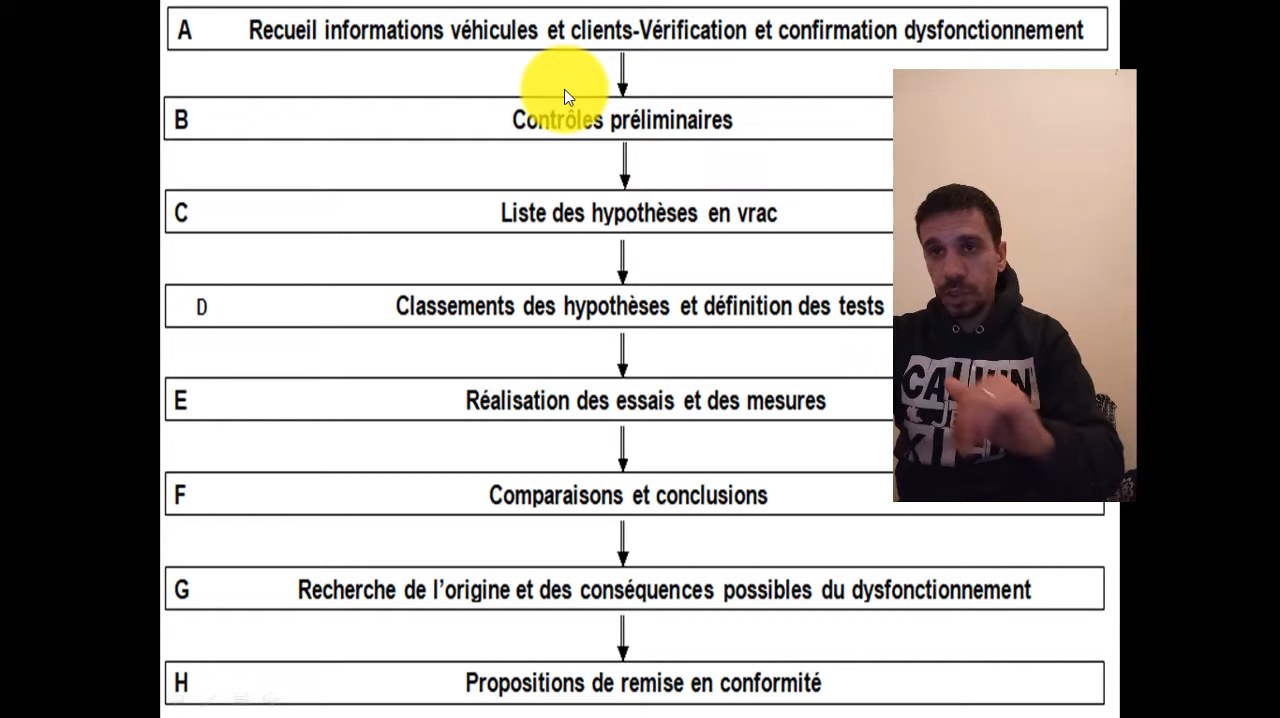 A Recueil informations véhicules et clients-Vérification et confirmation dysfonctionnement
B Contrôles préliminaires
C Liste des hypothèses en vrac
D Classements des hypothèses et définition des tests
E Réalisation des essais et des mesures
F Comparaisons et conclusions
G Recherche de l'origine et des conséquences possibles du dysfonctionnement
H Propositions de remise en conformité